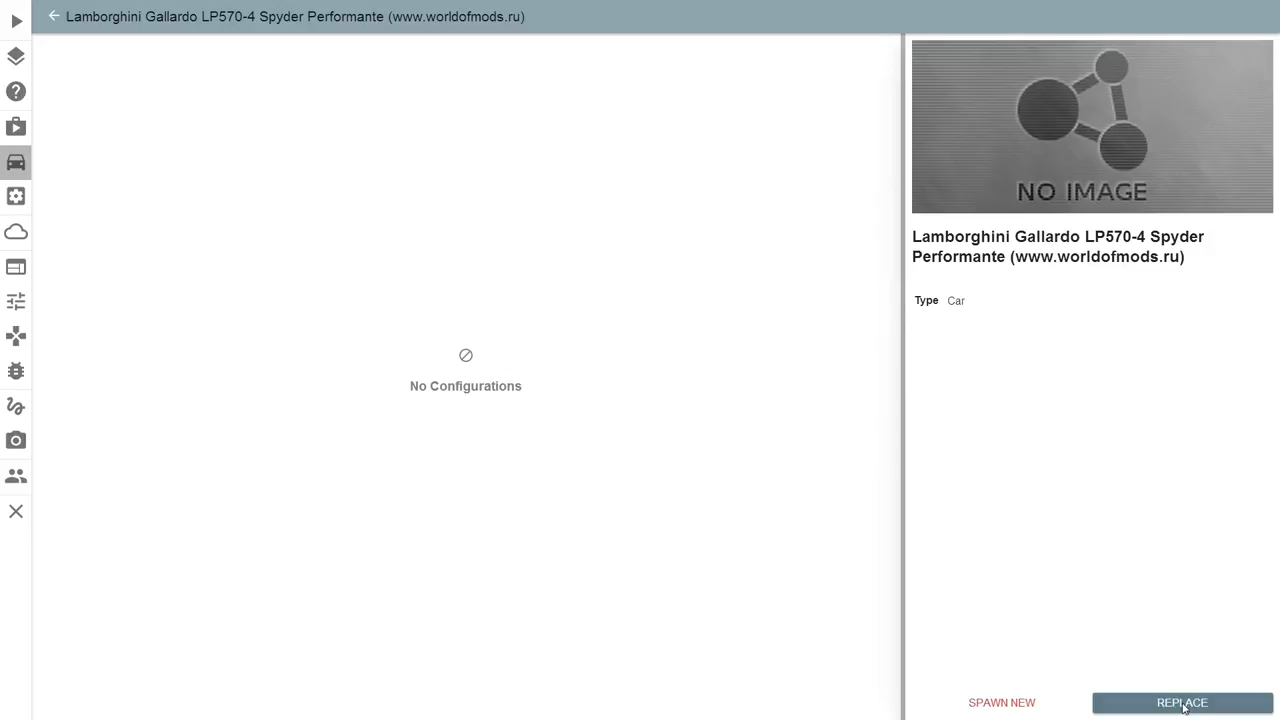 Lamborghini Gallardo LP570-4 Spyder Performante (www.worldofmods.ru)
NO IMAGE
Lamborghini Gallardo LP570-4 Spyder
Performante (www.worldofmods.ru)
Type Car
No Configurations
SPAWN NEW
REPLACE